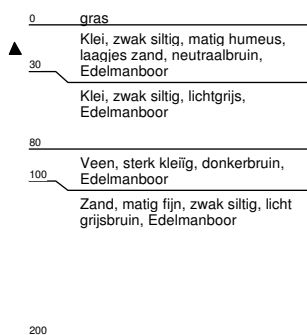 0 gras
Klei, zwak siltig, matig humeus,
laagjes zand, neutraalbruin,
30 Edelmanboor
Klei, zwak siltig, lichtgrijs,
Edelmanboor
80
Veen, sterk kleiïg, donkerbruin,
100 Edelmanboor
Zand, matig fijn, zwak siltig, licht
grijsbruin, Edelmanboor
200